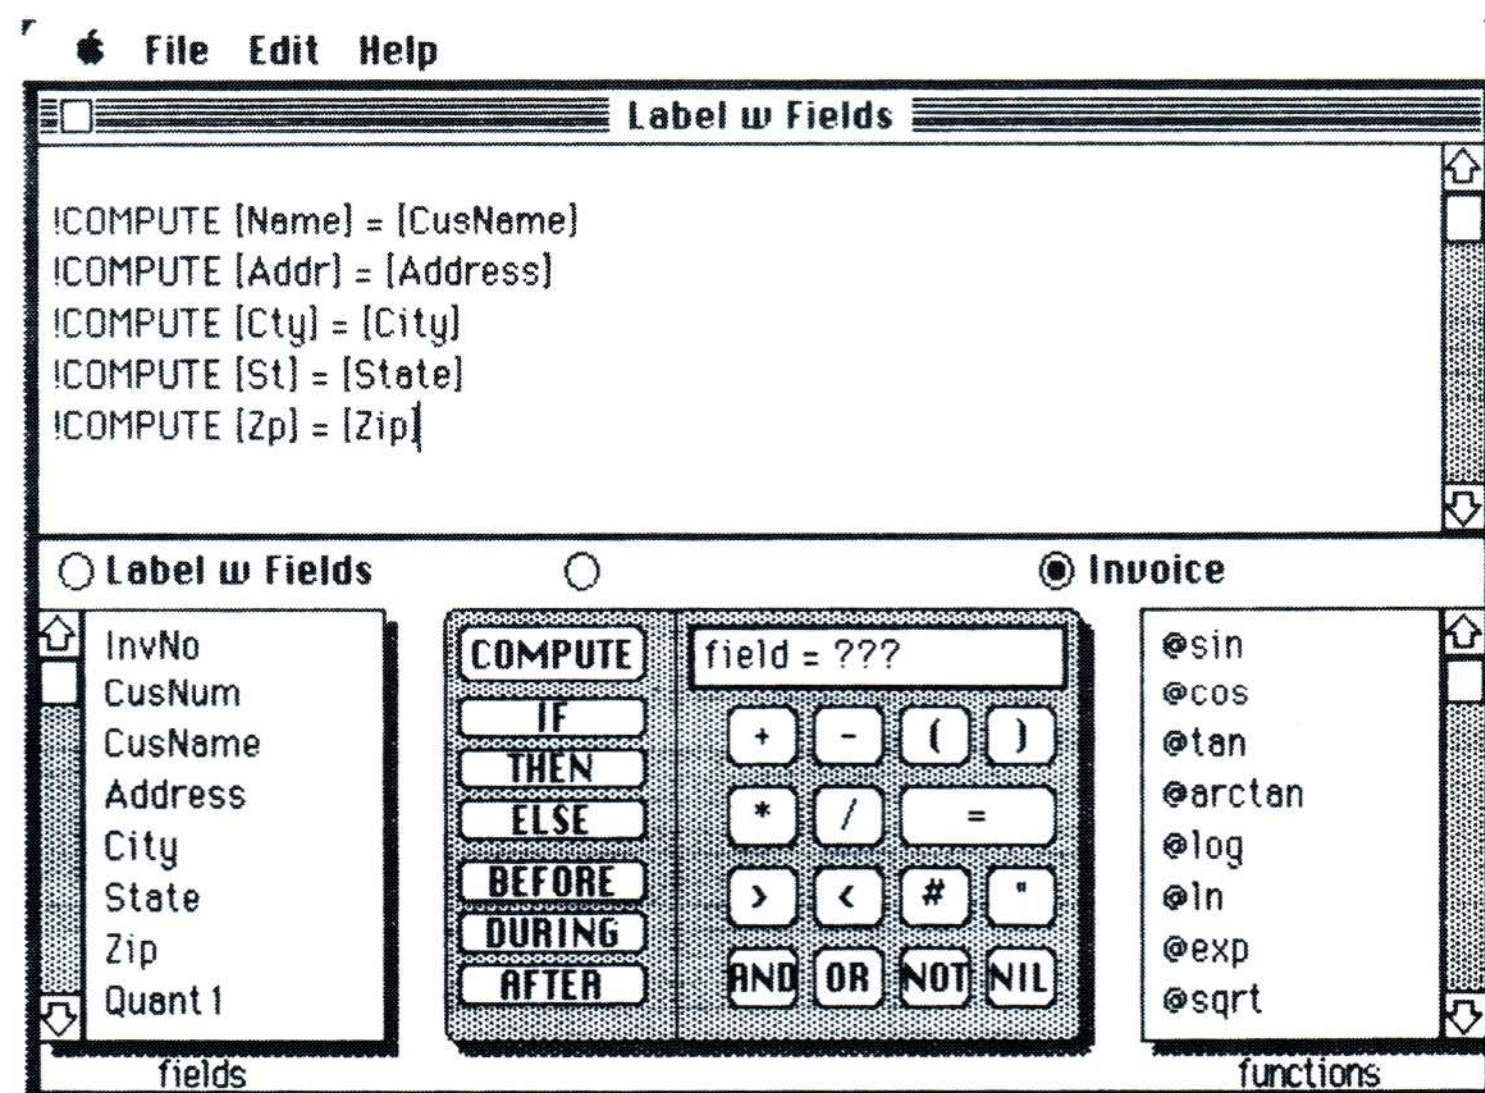 File Edit Help
Label w Fields
!COMPUTE [Name] = [CusName]
!COMPUTE [Addr] = [Address]
!COMPUTE [Cty] = [City]
!COMPUTE [St] = [State]
!COMPUTE [Zp] = [Zip]
Label w Fields Invoice
InvNo
CusNum
CusName
Address
City
State
Zip
Quant1
fields
COMPUTE
IF
THEN
ELSE
BEFORE
DURING
AFTER
field = ???
+ - ( )
* / =
> < # "
AND OR NOT NIL
@sin
@cos
@tan
@arctan
@log
@ln
@exp
@sqrt
functions